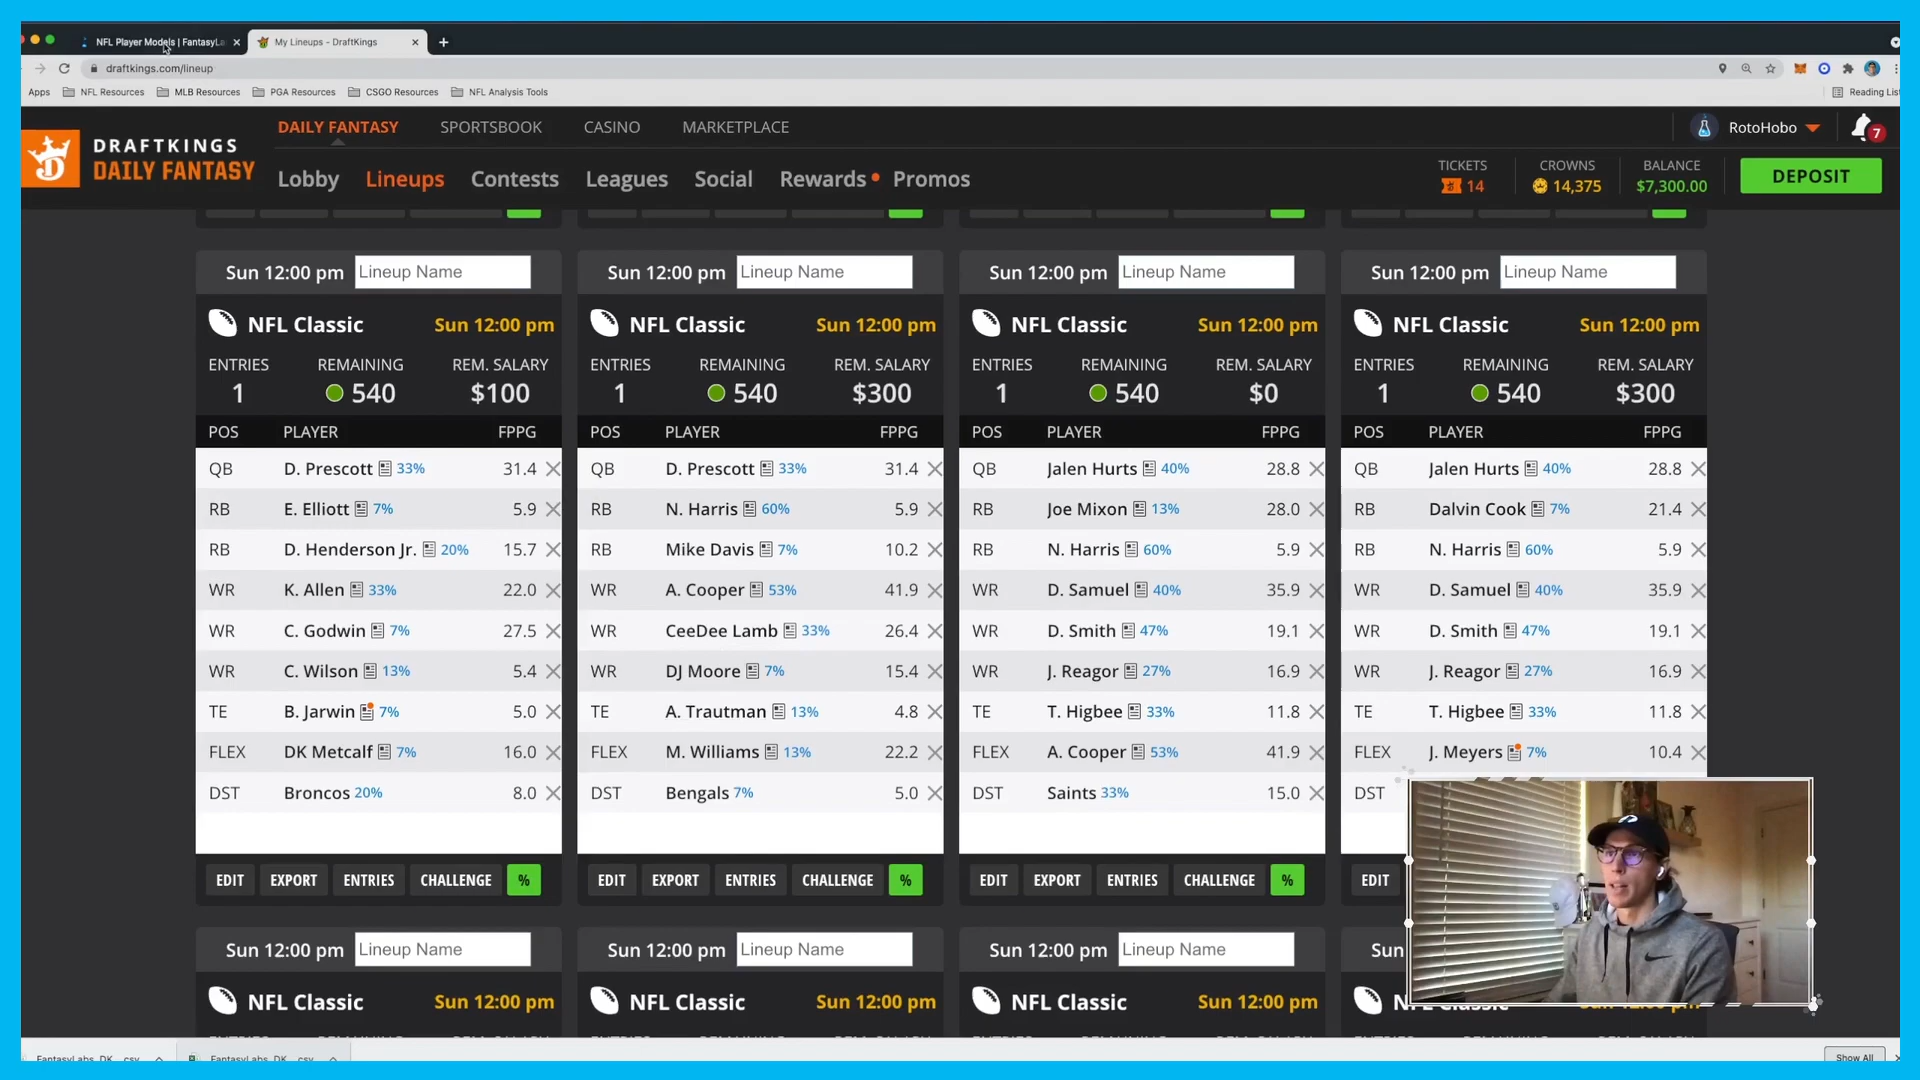 NFL Player Models | FantasyLa
My Lineups - DraftKings
draftkings.com/lineup
Apps NFL Resources MLB Resources PGA Resources CSGO Resources NFL Analysis Tools Reading List
DRAFTKINGS
DAILY FANTASY
DAILY FANTASY SPORTSBOOK CASINO MARKETPLACE
RotoHobo 7
Lobby Lineups Contests Leagues Social Rewards Promos
TICKETS CROWNS BALANCE
14 14,375 $7,300.00
DEPOSIT
Sun 12:00 pm Lineup Name Sun 12:00 pm Lineup Name Sun 12:00 pm Lineup Name Sun 12:00 pm Lineup Name
NFL Classic Sun 12:00 pm NFL Classic Sun 12:00 pm NFL Classic Sun 12:00 pm NFL Classic Sun 12:00 pm
ENTRIES REMAINING REM. SALARY ENTRIES REMAINING REM. SALARY ENTRIES REMAINING REM. SALARY ENTRIES REMAINING REM. SALARY
1 540 $100 1 540 $300 1 540 $0 1 540 $300
POS PLAYER FPPG POS PLAYER FPPG POS PLAYER FPPG POS PLAYER FPPG
QB D. Prescott 33% 31.4 QB D. Prescott 33% 31.4 QB Jalen Hurts 40% 28.8 QB Jalen Hurts 40% 28.8
RB E. Elliott 7% 5.9 RB N. Harris 60% 5.9 RB Joe Mixon 13% 28.0 RB Dalvin Cook 7% 21.4
RB D. Henderson Jr. 20% 15.7 RB Mike Davis 7% 10.2 RB N. Harris 60% 5.9 RB N. Harris 60% 5.9
WR K. Allen 33% 22.0 WR A. Cooper 53% 41.9 WR D. Samuel 40% 35.9 WR D. Samuel 40% 35.9
WR C. Godwin 7% 27.5 WR CeeDee Lamb 33% 26.4 WR D. Smith 47% 19.1 WR D. Smith 47% 19.1
WR C. Wilson 13% 5.4 WR DJ Moore 7% 15.4 WR J. Reagor 27% 16.9 WR J. Reagor 27% 16.9
TE B. Jarwin 7% 5.0 TE A. Trautman 13% 4.8 TE T. Higbee 33% 11.8 TE T. Higbee 33% 11.8
FLEX DK Metcalf 7% 16.0 FLEX M. Williams 13% 22.2 FLEX A. Cooper 53% 41.9 FLEX J. Meyers 7% 10.4
DST Broncos 20% 8.0 DST Bengals 7% 5.0 DST Saints 33% 15.0 DST
EDIT EXPORT ENTRIES CHALLENGE % EDIT EXPORT ENTRIES CHALLENGE % EDIT EXPORT ENTRIES CHALLENGE % EDIT
Sun 12:00 pm Lineup Name Sun 12:00 pm Lineup Name Sun 12:00 pm Lineup Name Sun
NFL Classic Sun 12:00 pm NFL Classic Sun 12:00 pm NFL Classic Sun 12:00 pm
FantasyLabs_DK_...csv FantasyLabs_DK_...csv Show All